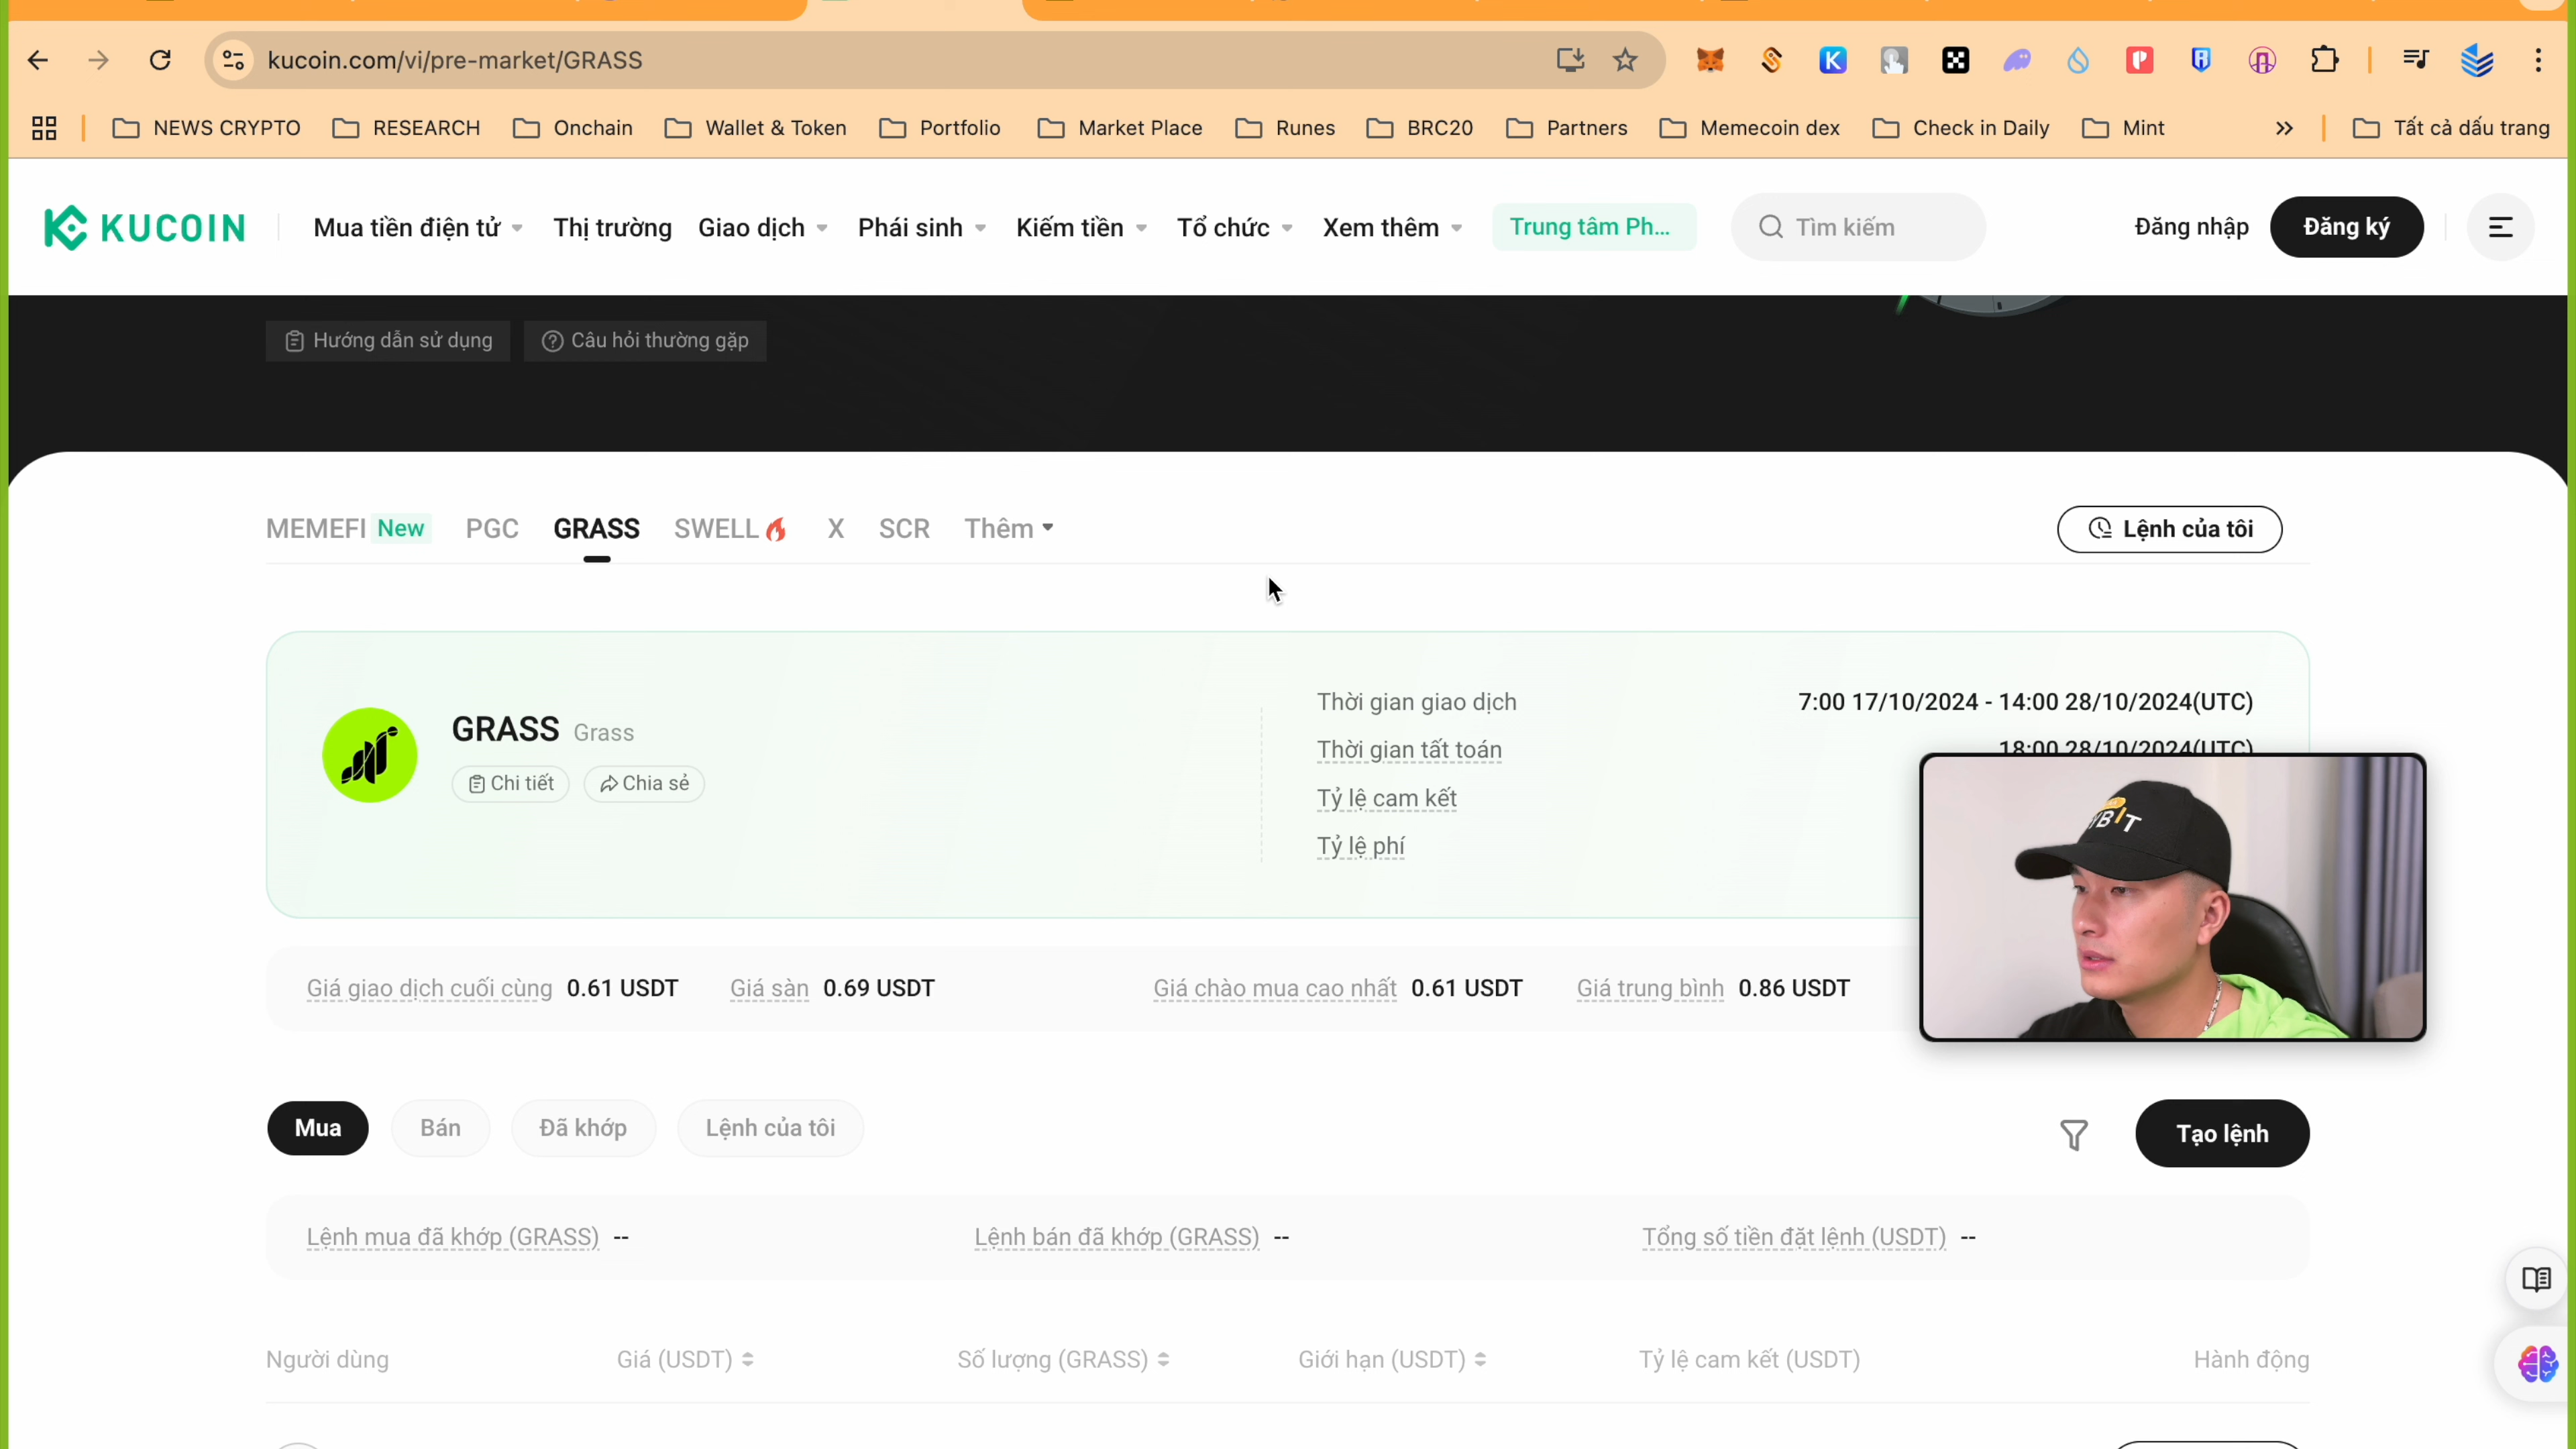 kucoin.com/vi/pre-market/GRASS
NEWS CRYPTO RESEARCH Onchain Wallet & Token Portfolio Market Place Runes BRC20 Partners Memecoin dex Check in Daily Mint Tất cả dấu trang
KUCOIN Mua tiền điện tử Thị trường Giao dịch Phái sinh Kiếm tiền Tổ chức Xem thêm Trung tâm Ph... Tìm kiếm Đăng nhập Đăng ký
Hướng dẫn sử dụng Câu hỏi thường gặp
MEMEFI New PGC GRASS SWELL X SCR Thêm Lệnh của tôi
Thời gian giao dịch 7:00 17/10/2024 - 14:00 28/10/2024(UTC)
GRASS Grass
Thời gian tất toán 18:00 28/10/2024(UTC)
Chi tiết Chia sẻ
Tỷ lệ cam kết
Tỷ lệ phí
Giá giao dịch cuối cùng 0.61 USDT Giá sàn 0.69 USDT Giá chào mua cao nhất 0.61 USDT Giá trung bình 0.86 USDT
Mua Bán Đã khớp Lệnh của tôi Tạo lệnh
Lệnh mua đã khớp (GRASS) -- Lệnh bán đã khớp (GRASS) -- Tổng số tiền đặt lệnh (USDT) --
Người dùng Giá (USDT) Số lượng (GRASS) Giới hạn (USDT) Tỷ lệ cam kết (USDT) Hành động